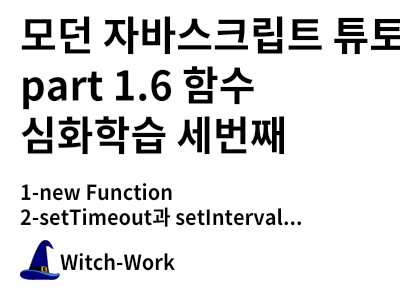 모던 자바스크립트 튜토
part 1.6 함수
심화학습 세번째
1-new Function
2-setTimeout과 setInterval...
Witch-Work